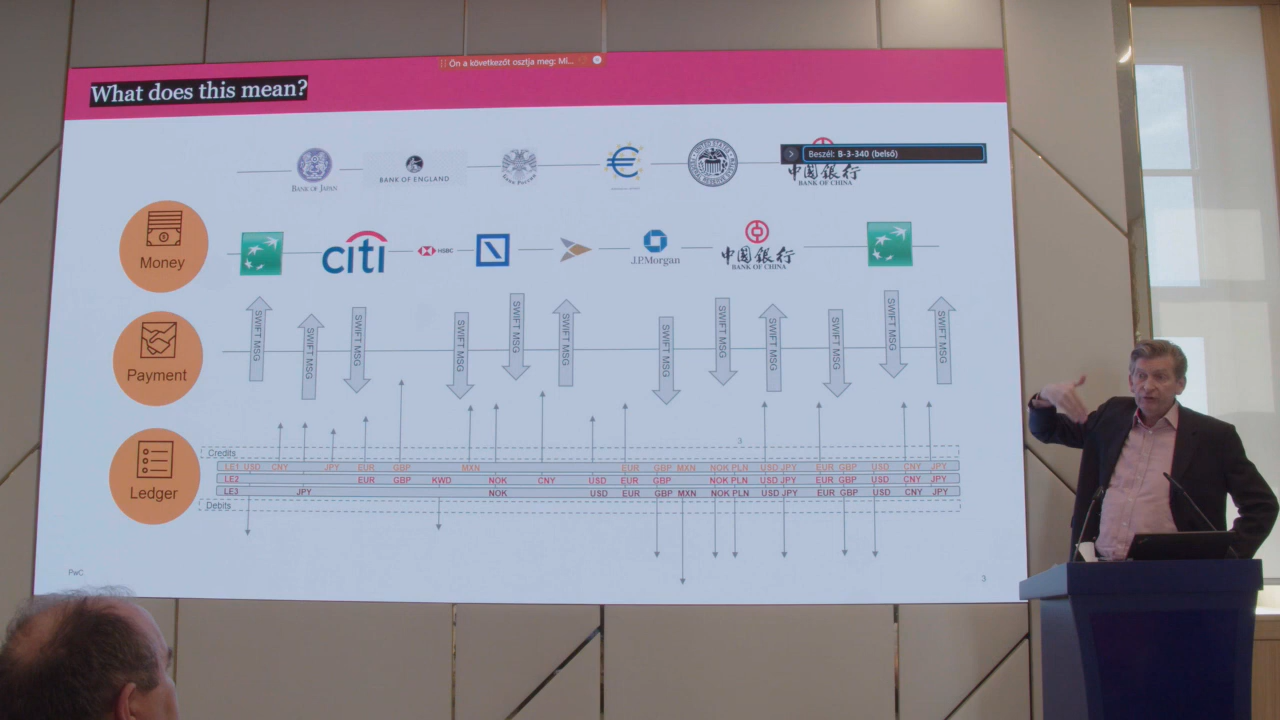 Ön a következőt osztja meg: Mi...
What does this mean?
Beszél: B-3-340 (belső)
BANK OF JAPAN
BANK OF ENGLAND
中國銀行
BANK OF CHINA
Money
citi
HSBC
J.P.Morgan
中國銀行
BANK OF CHINA
SWIFT MSG
SWIFT MSG
SWIFT MSG
SWIFT MSG
SWIFT MSG
SWIFT MSG
SWIFT MSG
SWIFT MSG
SWIFT MSG
SWIFT MSG
SWIFT MSG
SWIFT MSG
Payment
3
Credits
LE1 USD CNY JPY EUR GBP MXN EUR GBP MXN NOK PLN USD JPY EUR GBP USD CNY JPY
LE2 EUR GBP KWD NOK CNY USD EUR GBP NOK PLN USD JPY EUR GBP USD CNY JPY
LE3 JPY NOK USD EUR GBP MXN NOK PLN USD JPY EUR GBP USD CNY JPY
Ledger
Debits
PwC
3